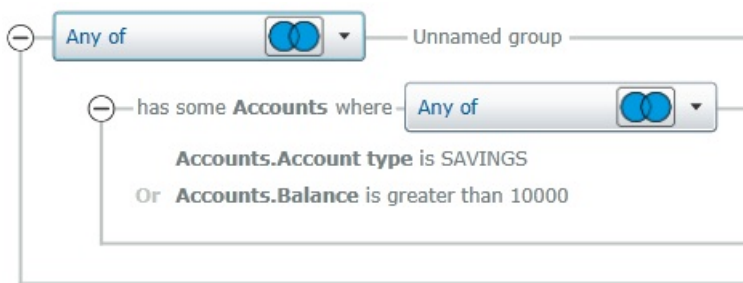 Any of Unnamed group
has some Accounts where Any of
Accounts.Account type is SAVINGS
Or Accounts.Balance is greater than 10000